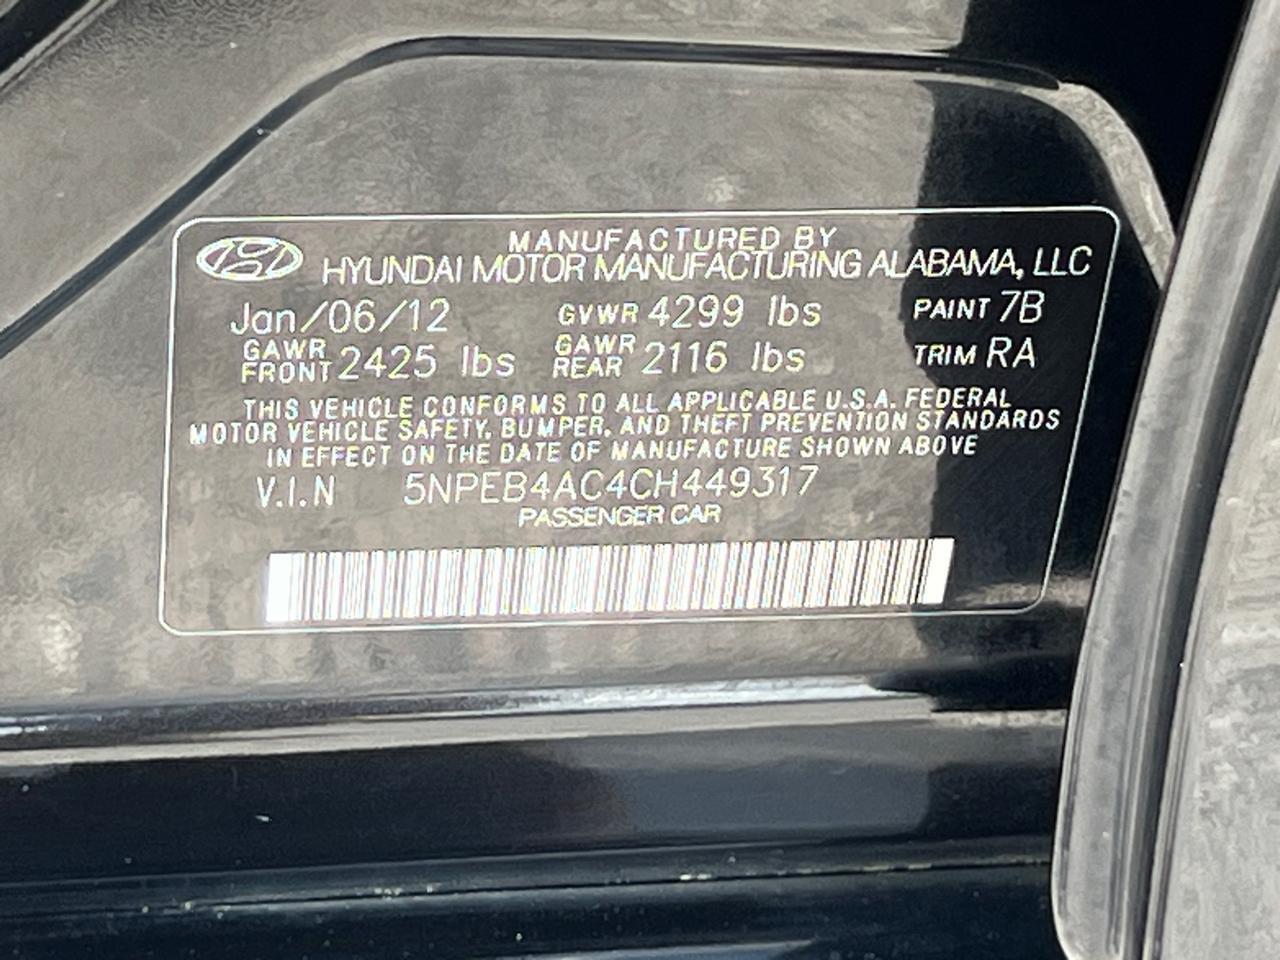 MANUFACTURED BY
HYUNDAI MOTOR MANUFACTURING ALABAMA, LLC
Jan/06/12 GVWR 4299 lbs PAINT 7B
GAWR FRONT 2425 lbs GAWR REAR 2116 lbs TRIM RA
THIS VEHICLE CONFORMS TO ALL APPLICABLE U.S.A. FEDERAL
MOTOR VEHICLE SAFETY, BUMPER, AND THEFT PREVENTION STANDARDS
IN EFFECT ON THE DATE OF MANUFACTURE SHOWN ABOVE
V.I.N 5NPEB4AC4CH449317
PASSENGER CAR